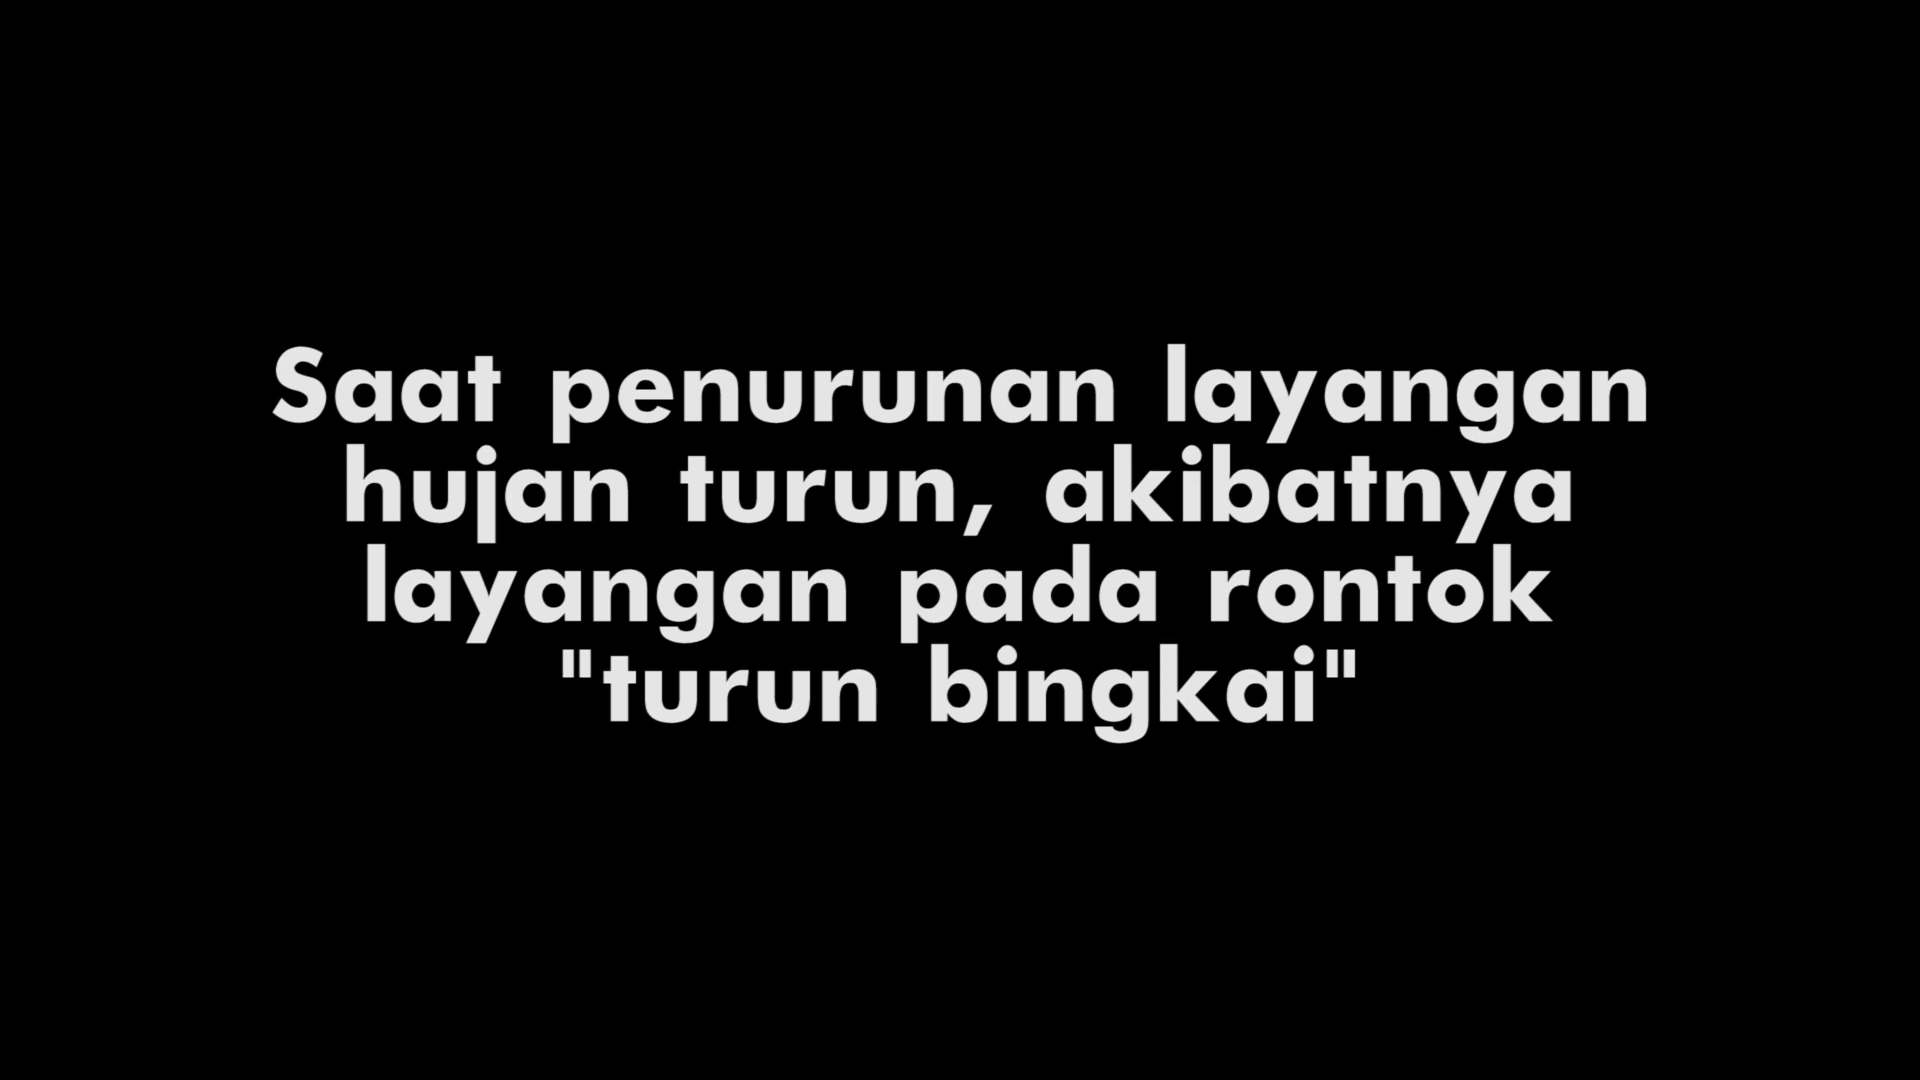 Saat penurunan layangan
hujan turun, akibatnya
layangan pada rontok
"turun bingkai"